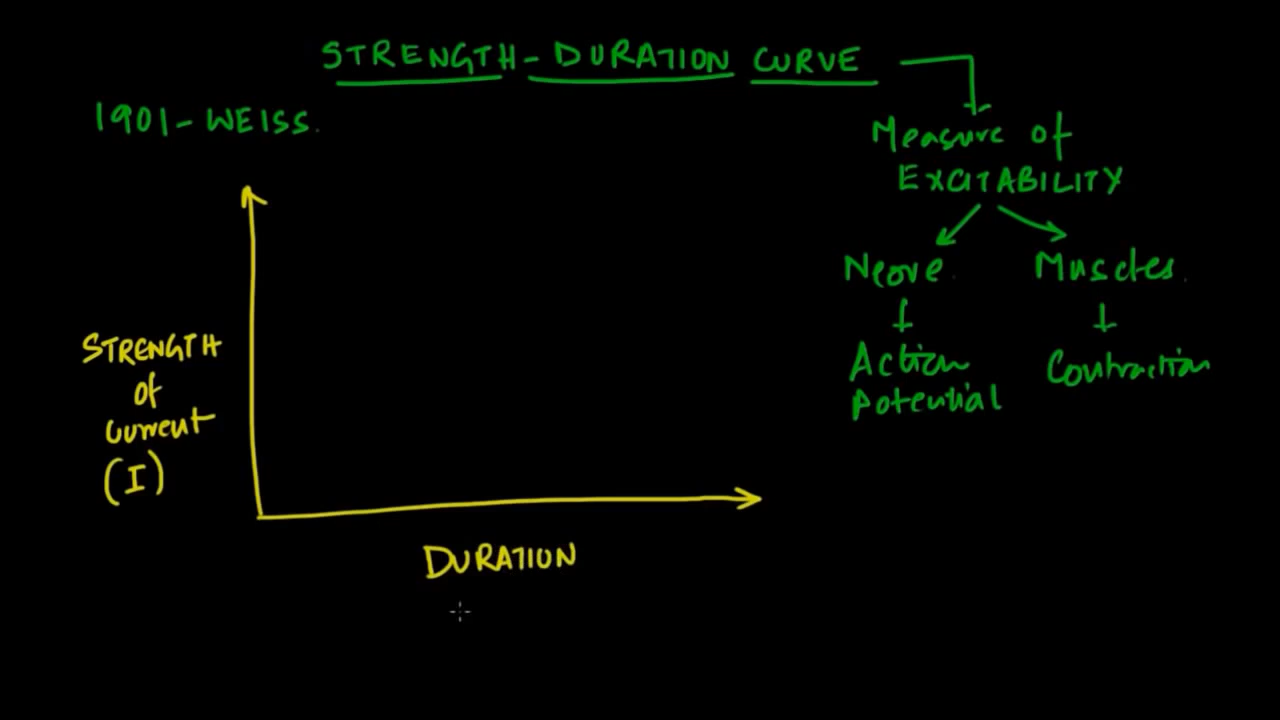 STRENGTH-DURATION CURVE
1901-WEISS.
Measure of
EXCITABILITY
Nerve.
Muscles.
Action
Potential
Contraction
STRENGTH
of
current
(I)
DURATION